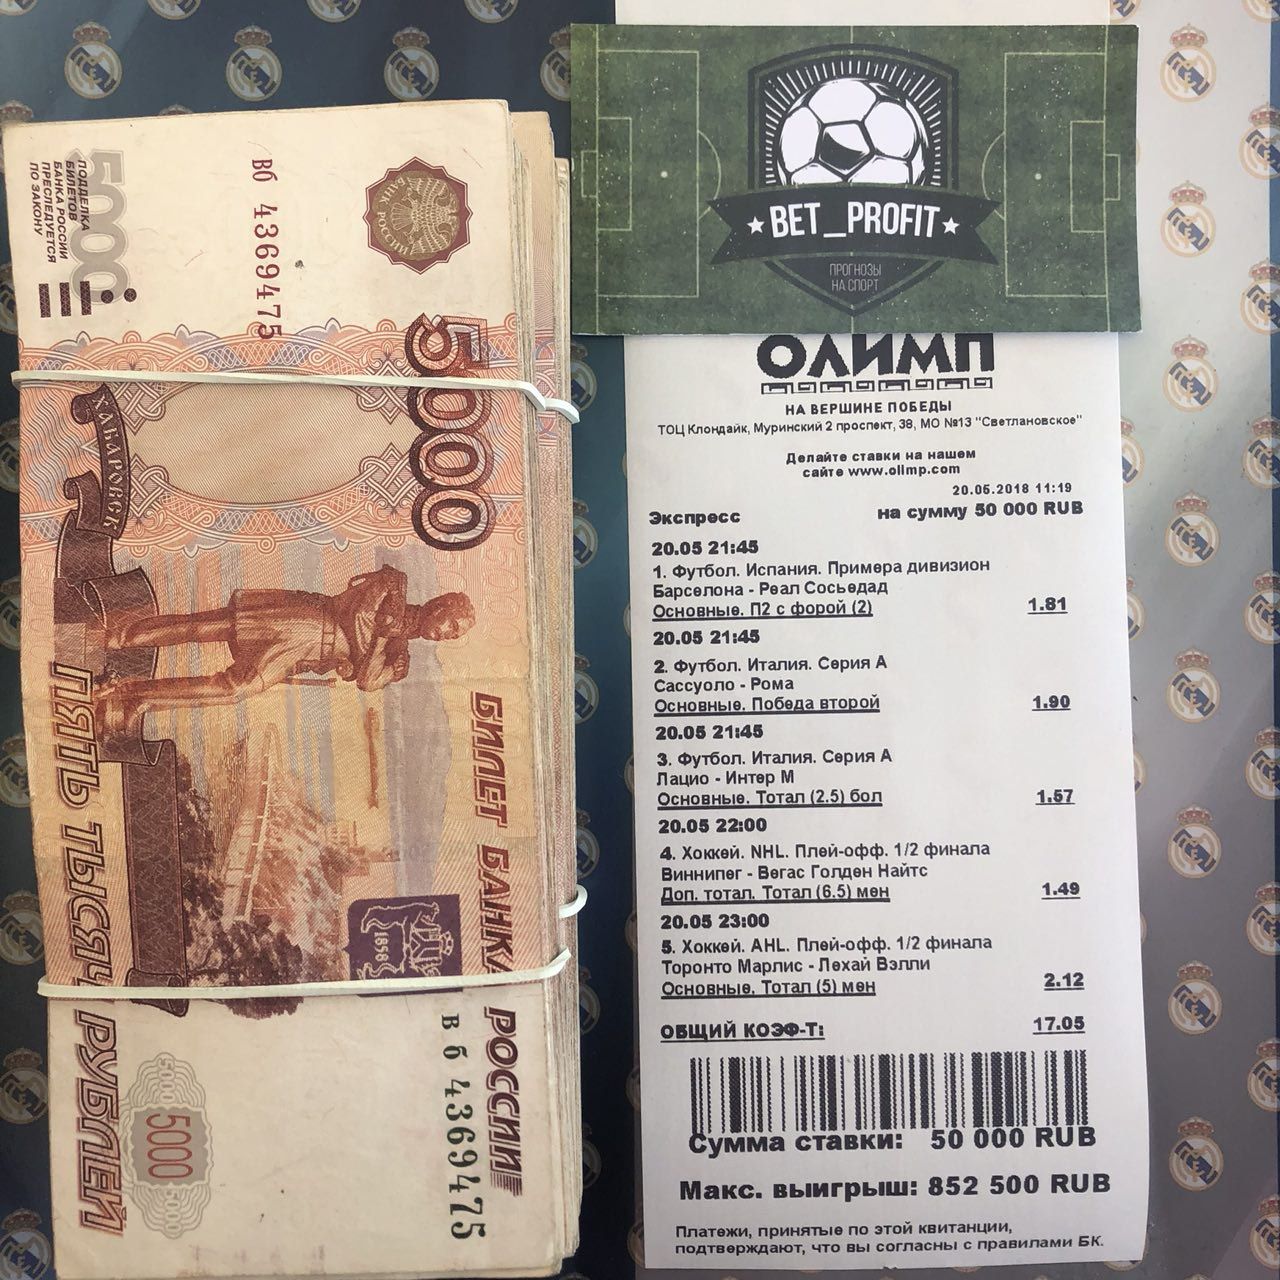 5000
ПОДДЕЛКА
БИЛЕТОВ
БАНКА РОССИИ
ПРЕСЛЕДУЕТСЯ
ПО ЗАКОНУ
Вб 4369475
БАНК РОССИИ
5000
ХАБАРОВСК
ПЯТЬ ТЫСЯЧ РУБЛЕЙ
БИЛЕТ БАНКА РОССИИ
1858
5000
5000
5000
вб 4369475
BET_PROFIT
ПРОГНОЗЫ
НА СПОРТ
ОЛИМП
НА ВЕРШИНЕ ПОБЕДЫ
ТОЦ Клондайк, Муринский 2 проспект, 38, МО №13 "Светлановское"
Делайте ставки на нашем
сайте www.olimp.com
20.05.2018 11:19
Экспресс на сумму 50 000 RUB
20.05 21:45
1. Футбол. Испания. Примера дивизион
Барселона - Реал Сосьедад
Основные. П2 с форой (2) 1.81
20.05 21:45
2. Футбол. Италия. Серия А
Сассуоло - Рома
Основные. Победа второй 1.90
20.05 21:45
3. Футбол. Италия. Серия А
Лацио - Интер М
Основные. Тотал (2.5) бол 1.57
20.05 22:00
4. Хоккей. NHL. Плей-офф. 1/2 финала
Виннипег - Вегас Голден Найтс
Доп. тотал. Тотал (6.5) мен 1.49
20.05 23:00
5. Хоккей. AHL. Плей-офф. 1/2 финала
Торонто Марлис - Лехай Вэлли
Основные. Тотал (5) мен 2.12
ОБЩИЙ КОЭФ-Т: 17.05
Сумма ставки: 50 000 RUB
Макс. выигрыш: 852 500 RUB
Платежи, принятые по этой квитанции,
подтверждают, что вы согласны с правилами БК.